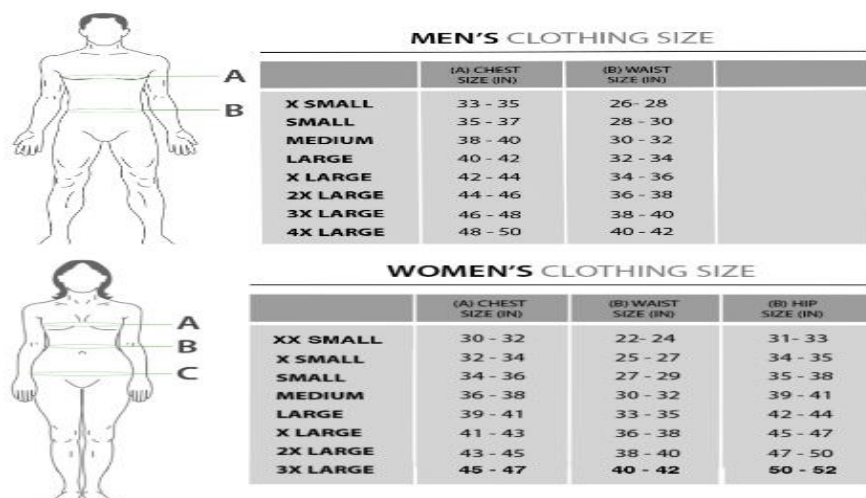 MEN'S CLOTHING SIZE
(A) CHEST SIZE (IN) (B) WAIST SIZE (IN)
A
B
X SMALL 33 - 35 26- 28
SMALL 35 - 37 28 - 30
MEDIUM 38 - 40 30 - 32
LARGE 40 - 42 32 - 34
X LARGE 42 - 44 34 - 36
2X LARGE 44 - 46 36 - 38
3X LARGE 46 - 48 38 - 40
4X LARGE 48 - 50 40 - 42
WOMEN'S CLOTHING SIZE
(A) CHEST SIZE (IN) (B) WAIST SIZE (IN) (B) HIP SIZE (IN)
A
B
C
XX SMALL 30 - 32 22- 24 31- 33
X SMALL 32 - 34 25 - 27 34 - 35
SMALL 34 - 36 27 - 29 35 - 38
MEDIUM 36 - 38 30 - 32 39 - 41
LARGE 39 - 41 33 - 35 42 - 44
X LARGE 41 - 43 36 - 38 45 - 47
2X LARGE 43 - 45 38 - 40 47 - 50
3X LARGE 45 - 47 40 - 42 50 - 52